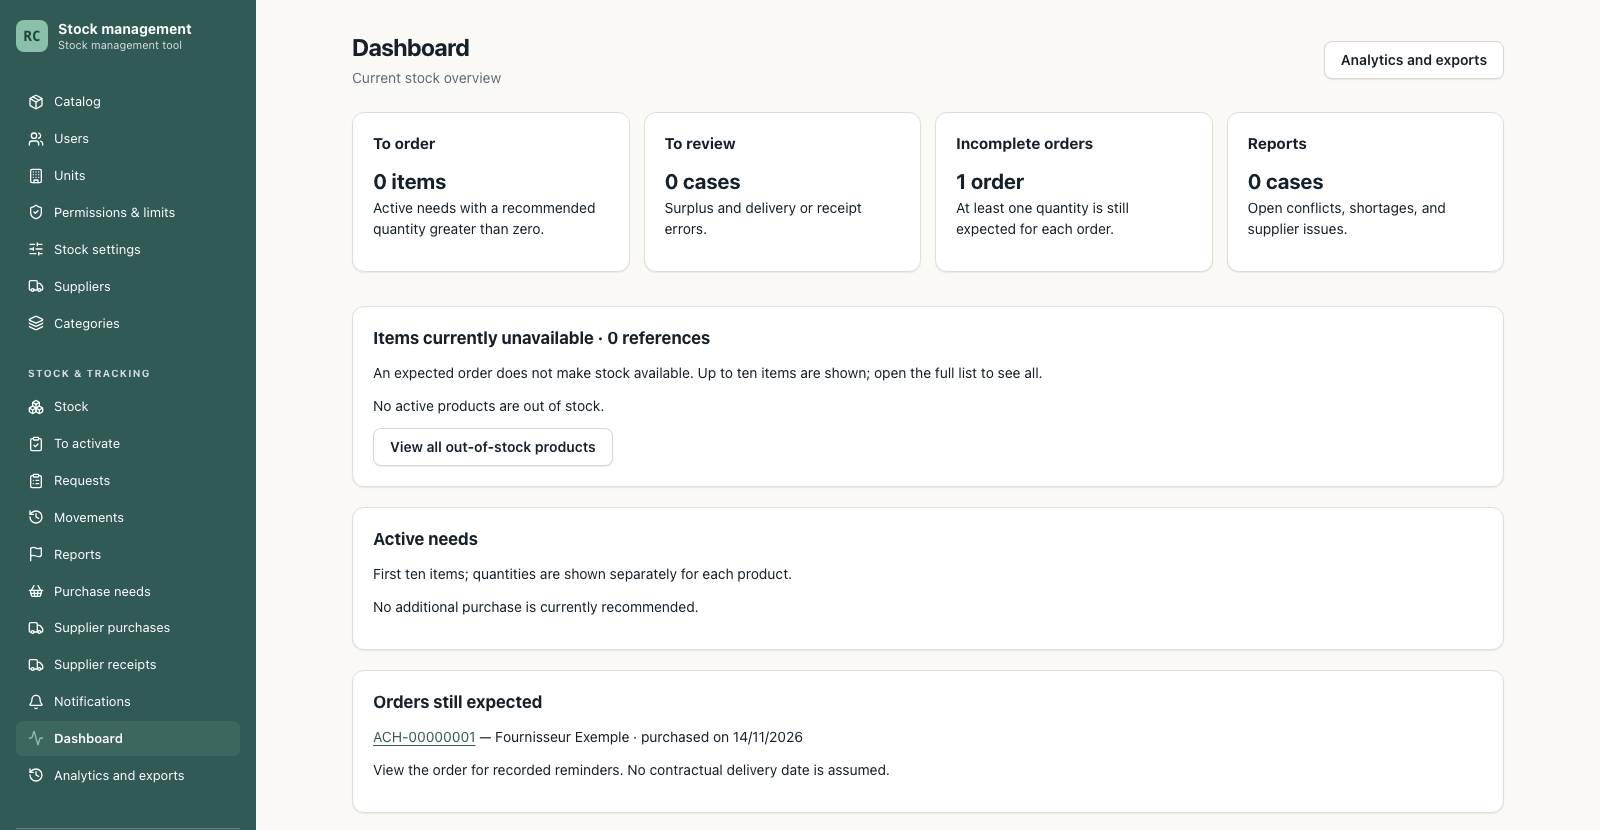 RC
Stock management
Stock management tool
Catalog
Users
Units
Permissions & limits
Stock settings
Suppliers
Categories
STOCK & TRACKING
Stock
To activate
Requests
Movements
Reports
Purchase needs
Supplier purchases
Supplier receipts
Notifications
Dashboard
Analytics and exports
Dashboard
Current stock overview
Analytics and exports
To order
0 items
Active needs with a recommended
quantity greater than zero.
To review
0 cases
Surplus and delivery or receipt
errors.
Incomplete orders
1 order
At least one quantity is still
expected for each order.
Reports
0 cases
Open conflicts, shortages, and
supplier issues.
Items currently unavailable · 0 references
An expected order does not make stock available. Up to ten items are shown; open the full list to see all.
No active products are out of stock.
View all out-of-stock products
Active needs
First ten items; quantities are shown separately for each product.
No additional purchase is currently recommended.
Orders still expected
ACH-00000001 — Fournisseur Exemple · purchased on 14/11/2026
View the order for recorded reminders. No contractual delivery date is assumed.